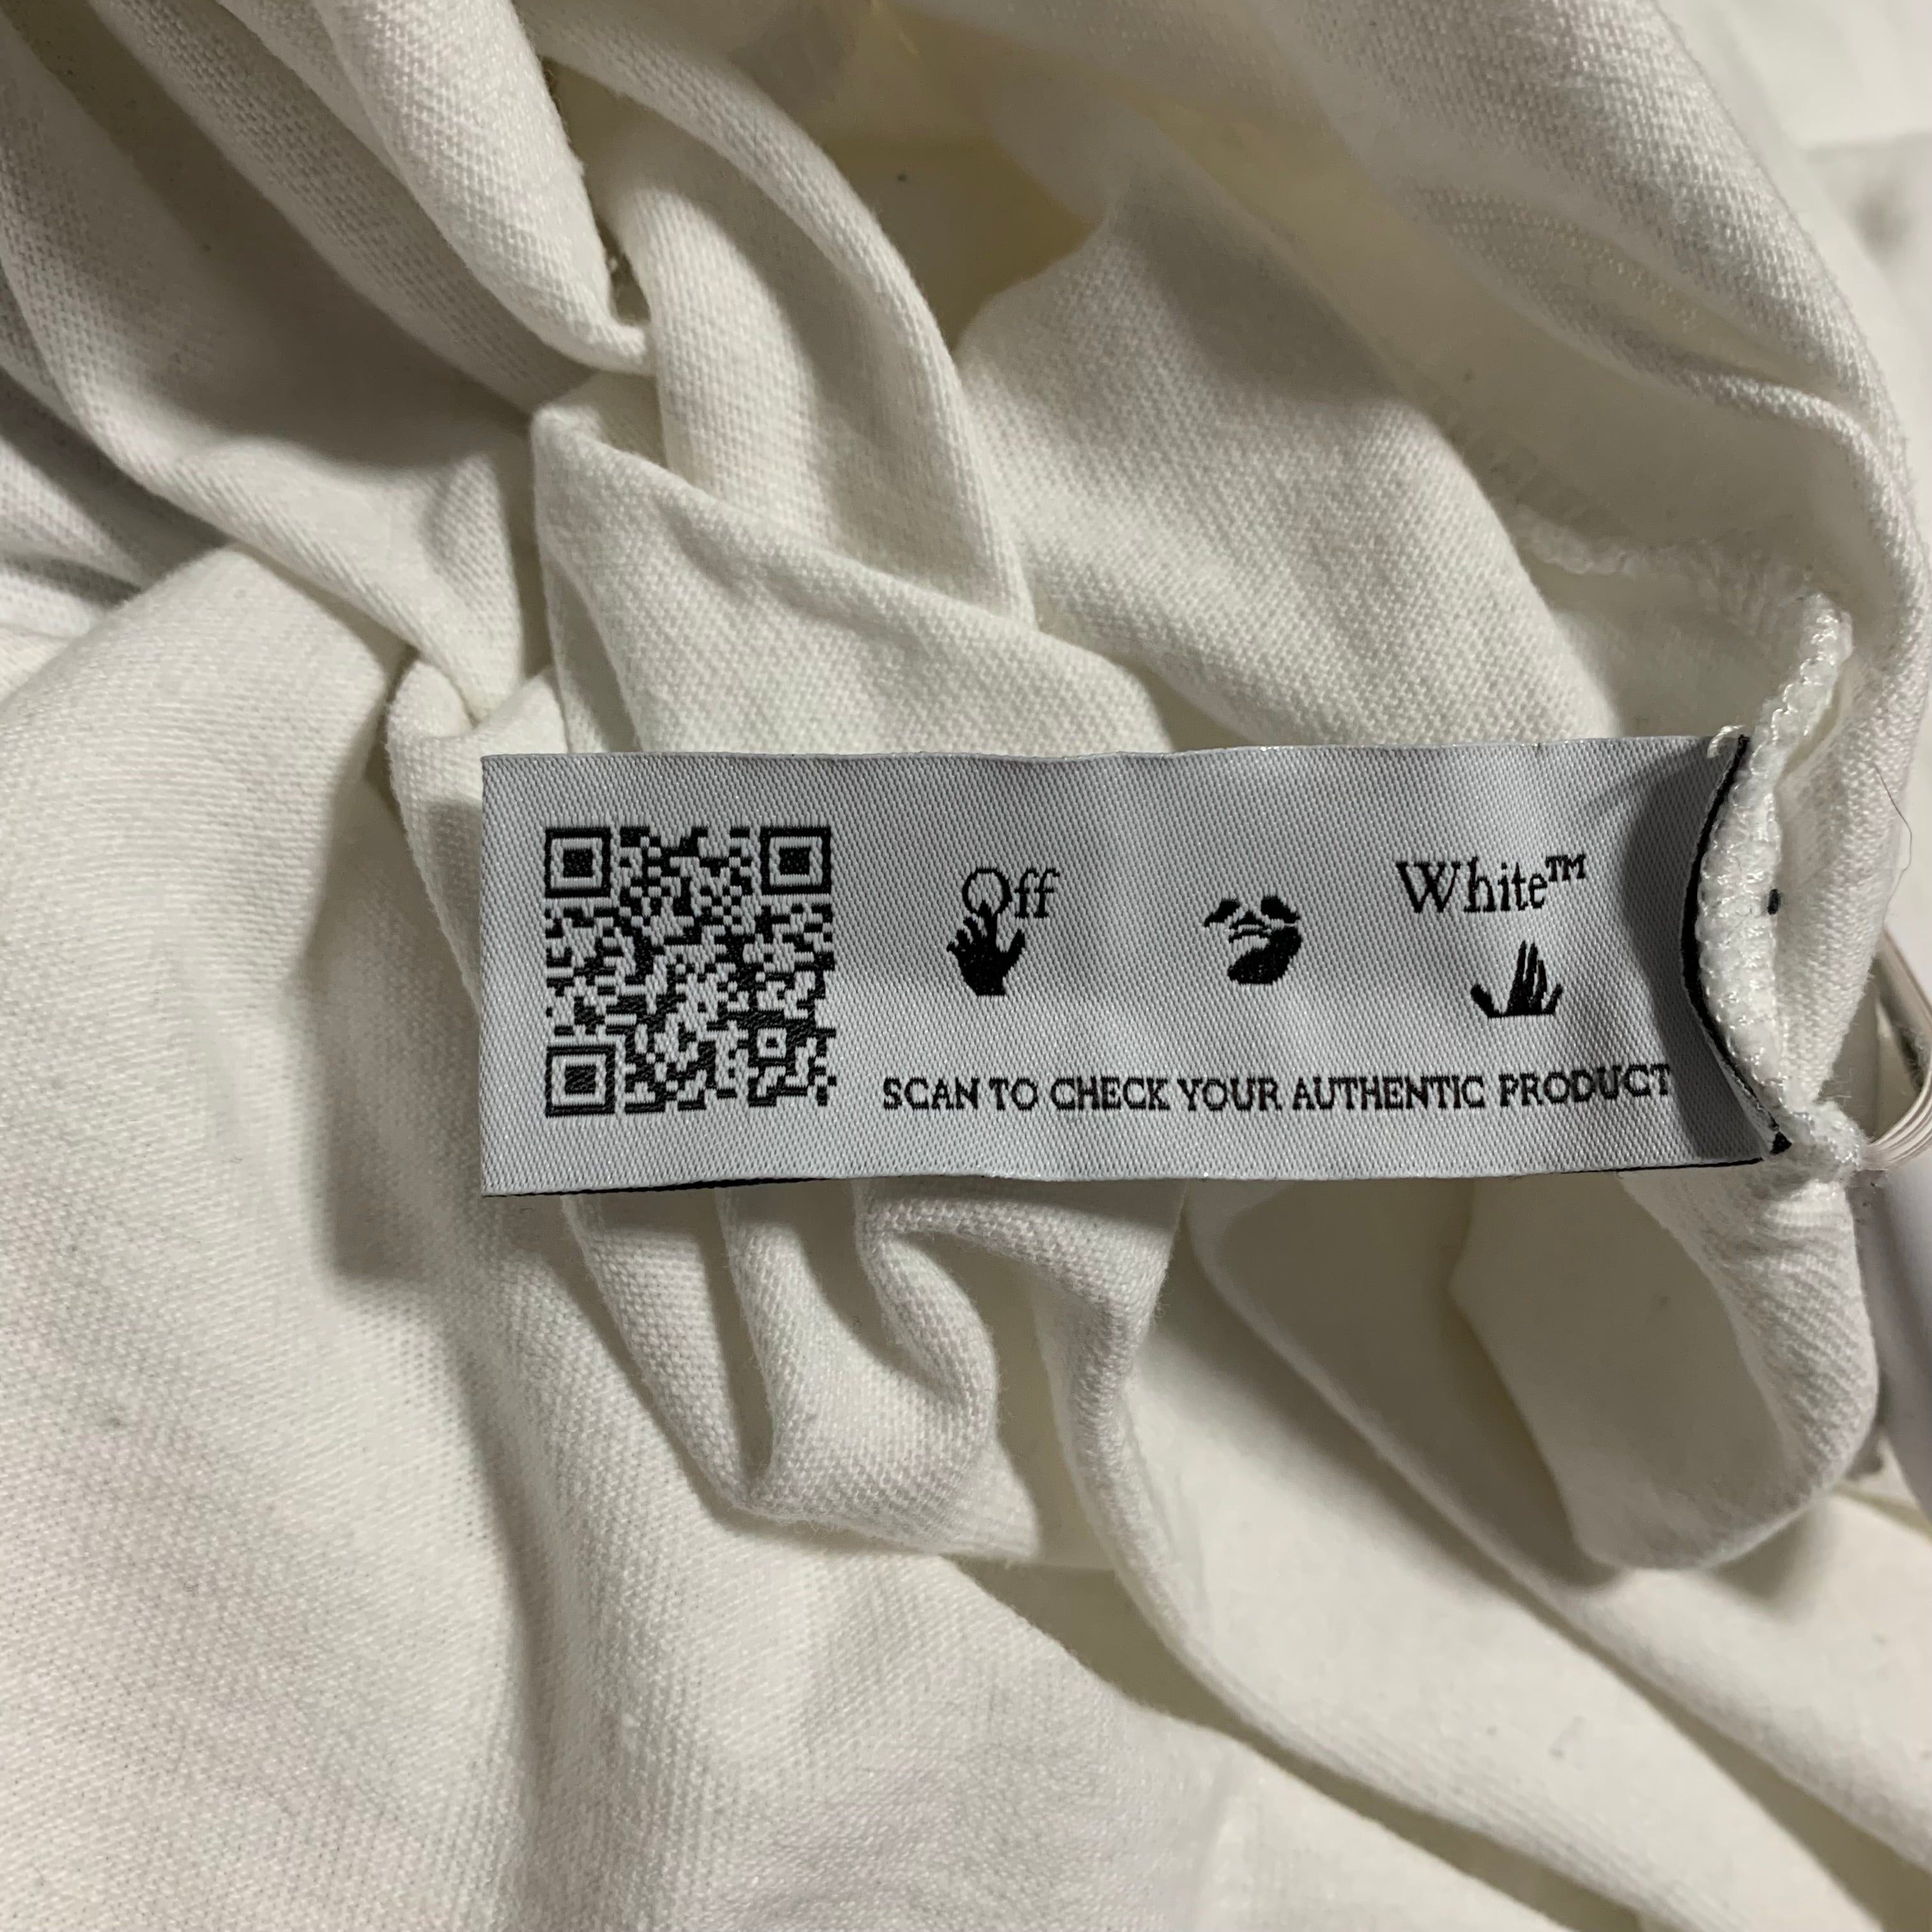 Off White™
SCAN TO CHECK YOUR AUTHENTIC PRODUCT